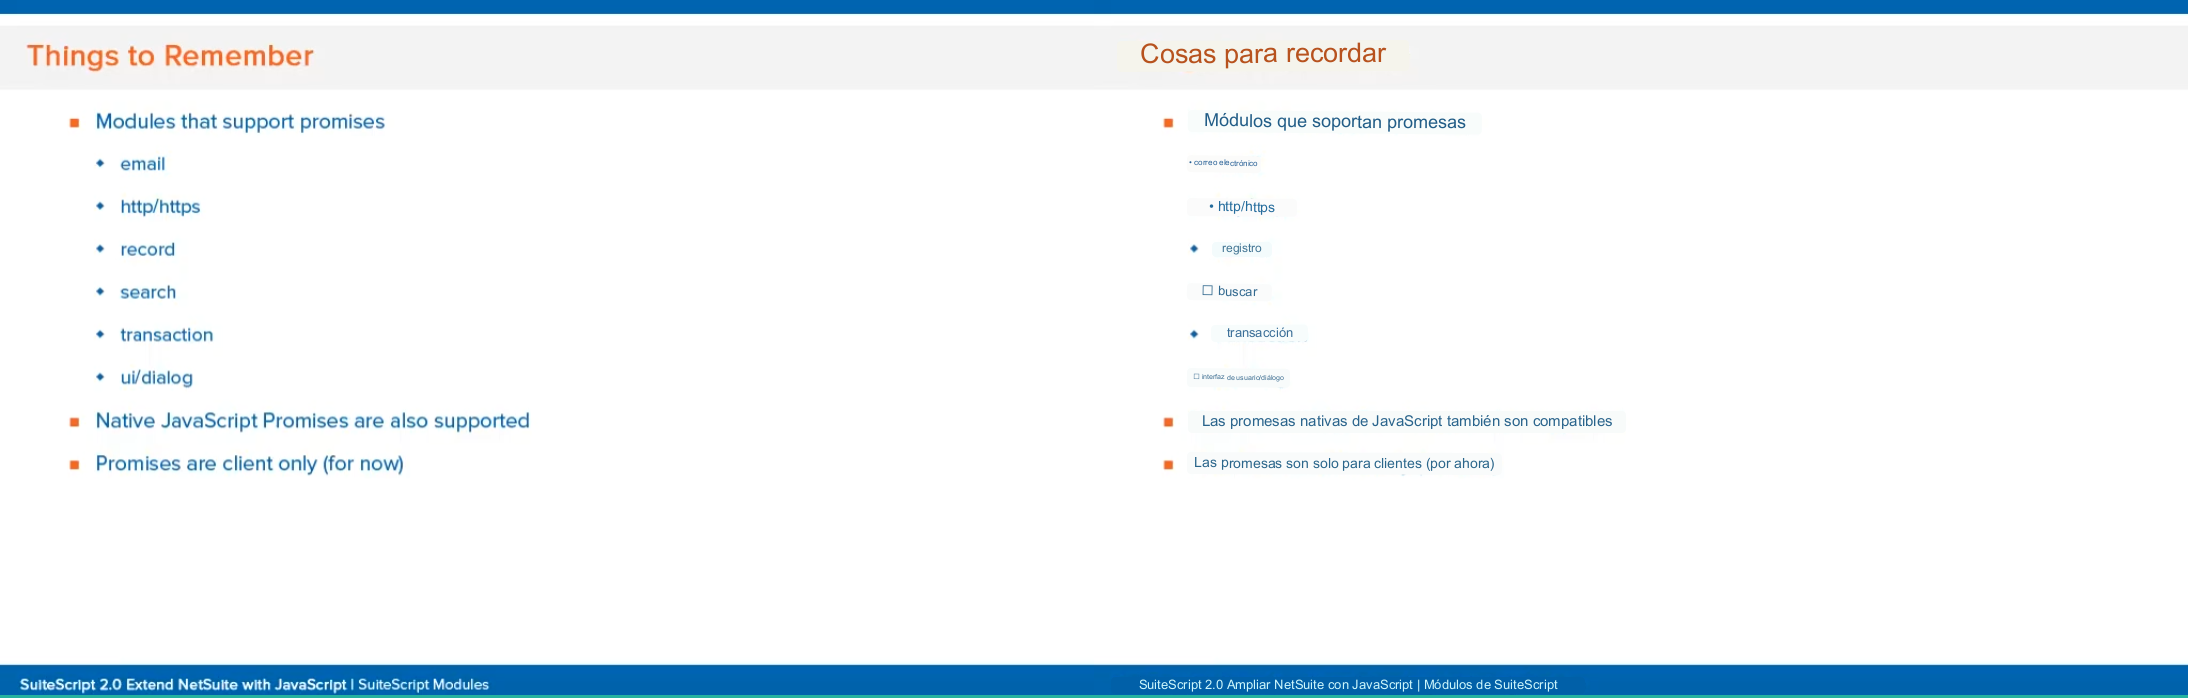 Things to Remember
Modules that support promises
email
http/https
record
search
transaction
ui/dialog
Native JavaScript Promises are also supported
Promises are client only (for now)
SuiteScript 2.0 Extend NetSuite with JavaScript | SuiteScript Modules
Cosas para recordar
Módulos que soportan promesas
• correo electrónico
• http/https
registro
☐ buscar
transacción
☐ interfaz de usuario/diálogo
Las promesas nativas de JavaScript también son compatibles
Las promesas son solo para clientes (por ahora)
SuiteScript 2.0 Ampliar NetSuite con JavaScript | Módulos de SuiteScript